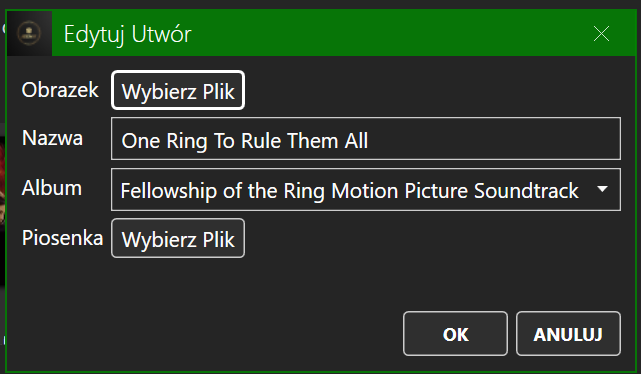 Edytuj Utwór
Obrazek Wybierz Plik
Nazwa One Ring To Rule Them All
Album Fellowship of the Ring Motion Picture Soundtrack
Piosenka Wybierz Plik
OK ANULUJ